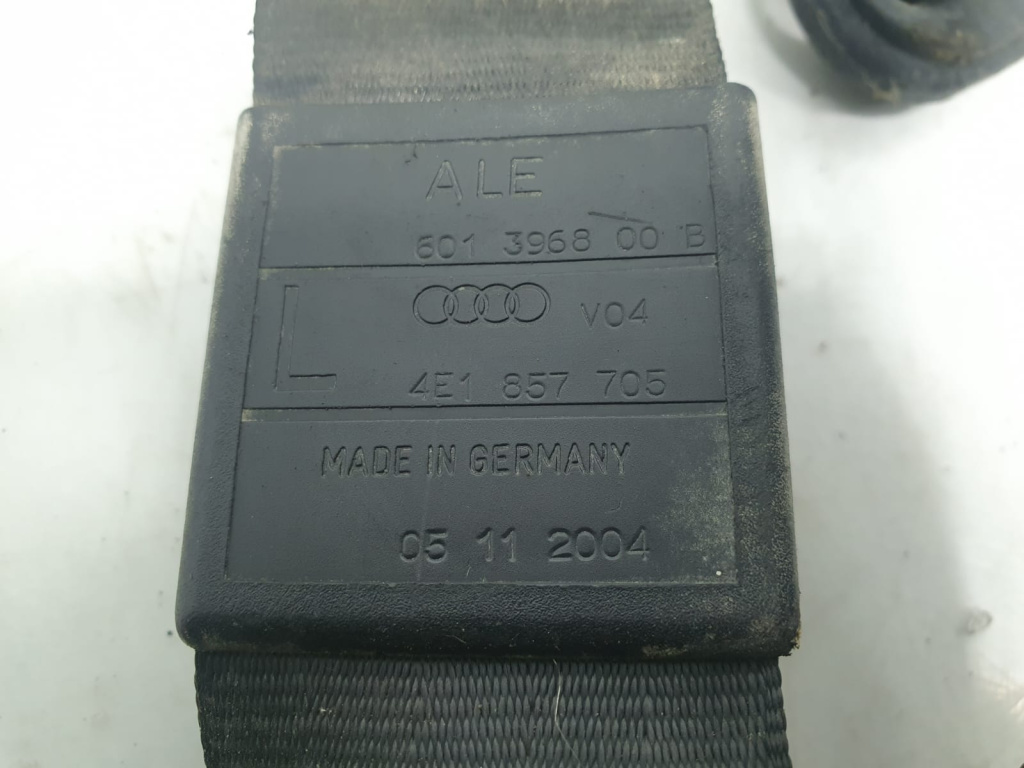 ALE
601 3968 00 B
L V04
4E1 857 705
MADE IN GERMANY
05 11 2004